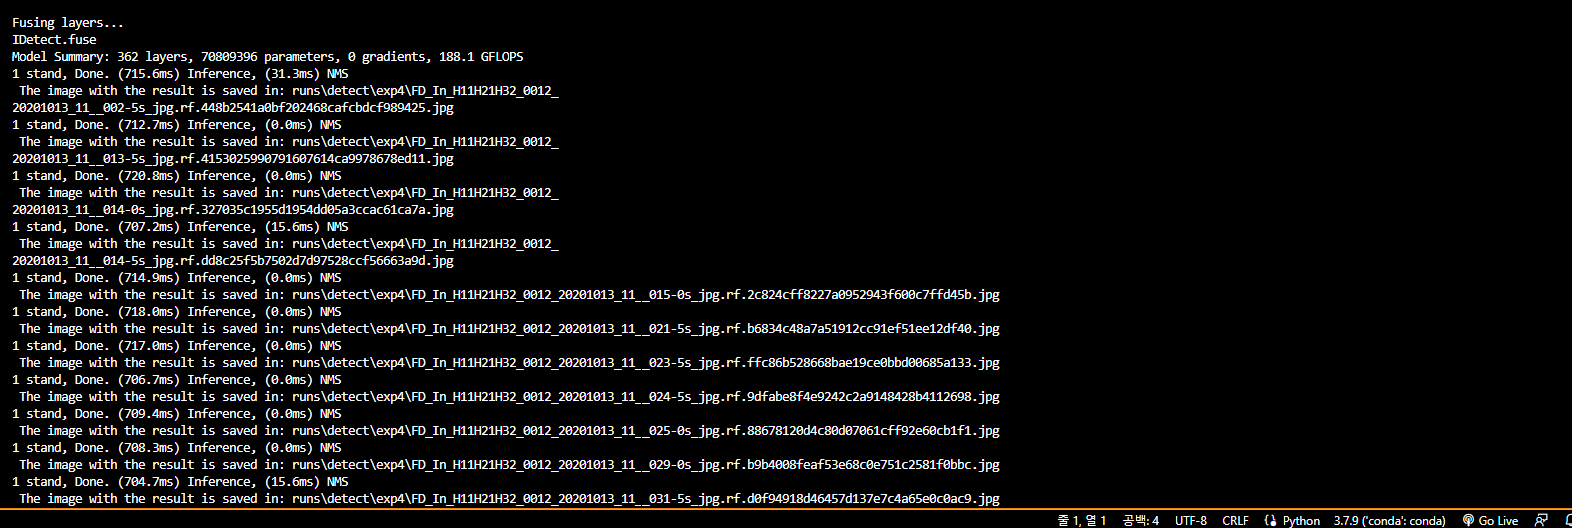 Fusing layers...
IDetect.fuse
Model Summary: 362 layers, 70809396 parameters, 0 gradients, 188.1 GFLOPS
1 stand, Done. (715.6ms) Inference, (31.3ms) NMS
 The image with the result is saved in: runs\detect\exp4\FD_In_H11H21H32_0012_
20201013_11__002-5s_jpg.rf.448b2541a0bf202468cafcbdcf989425.jpg
1 stand, Done. (712.7ms) Inference, (0.0ms) NMS
 The image with the result is saved in: runs\detect\exp4\FD_In_H11H21H32_0012_
20201013_11__013-5s_jpg.rf.4153025990791607614ca9978678ed11.jpg
1 stand, Done. (720.8ms) Inference, (0.0ms) NMS
 The image with the result is saved in: runs\detect\exp4\FD_In_H11H21H32_0012_
20201013_11__014-0s_jpg.rf.327035c1955d1954dd05a3ccac61ca7a.jpg
1 stand, Done. (707.2ms) Inference, (15.6ms) NMS
 The image with the result is saved in: runs\detect\exp4\FD_In_H11H21H32_0012_
20201013_11__014-5s_jpg.rf.dd8c25f5b7502d7d97528ccf56663a9d.jpg
1 stand, Done. (714.9ms) Inference, (0.0ms) NMS
 The image with the result is saved in: runs\detect\exp4\FD_In_H11H21H32_0012_20201013_11__015-0s_jpg.rf.2c824cff8227a0952943f600c7ffd45b.jpg
1 stand, Done. (718.0ms) Inference, (0.0ms) NMS
 The image with the result is saved in: runs\detect\exp4\FD_In_H11H21H32_0012_20201013_11__021-5s_jpg.rf.b6834c48a7a51912cc91ef51ee12df40.jpg
1 stand, Done. (717.0ms) Inference, (0.0ms) NMS
 The image with the result is saved in: runs\detect\exp4\FD_In_H11H21H32_0012_20201013_11__023-5s_jpg.rf.ffc86b528668bae19ce0bbd00685a133.jpg
1 stand, Done. (706.7ms) Inference, (0.0ms) NMS
 The image with the result is saved in: runs\detect\exp4\FD_In_H11H21H32_0012_20201013_11__024-5s_jpg.rf.9dfabe8f4e9242c2a9148428b4112698.jpg
1 stand, Done. (709.4ms) Inference, (0.0ms) NMS
 The image with the result is saved in: runs\detect\exp4\FD_In_H11H21H32_0012_20201013_11__025-0s_jpg.rf.88678120d4c80d07061cff92e60cb1f1.jpg
1 stand, Done. (708.3ms) Inference, (0.0ms) NMS
 The image with the result is saved in: runs\detect\exp4\FD_In_H11H21H32_0012_20201013_11__029-0s_jpg.rf.b9b4008feaf53e68c0e751c2581f0bbc.jpg
1 stand, Done. (704.7ms) Inference, (15.6ms) NMS
 The image with the result is saved in: runs\detect\exp4\FD_In_H11H21H32_0012_20201013_11__031-5s_jpg.rf.d0f94918d46457d137e7c4a65e0c0ac9.jpg
줄 1, 열 1 공백: 4 UTF-8 CRLF Python 3.7.9 ('conda': conda) Go Live